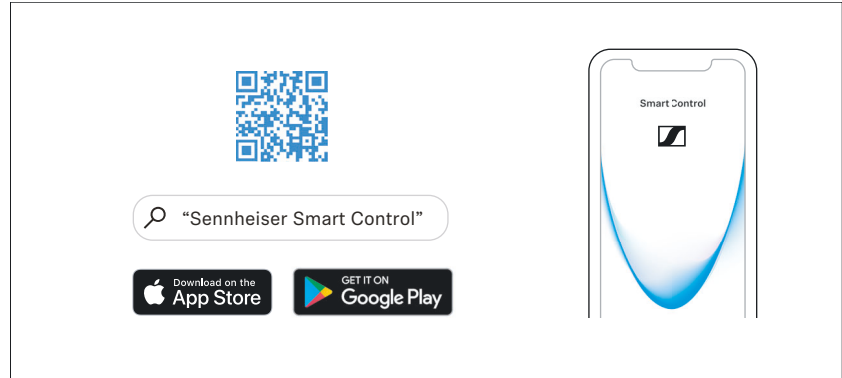 “Sennheiser Smart Control”
Download on the
App Store
GET IT ON
Google Play
Smart Control